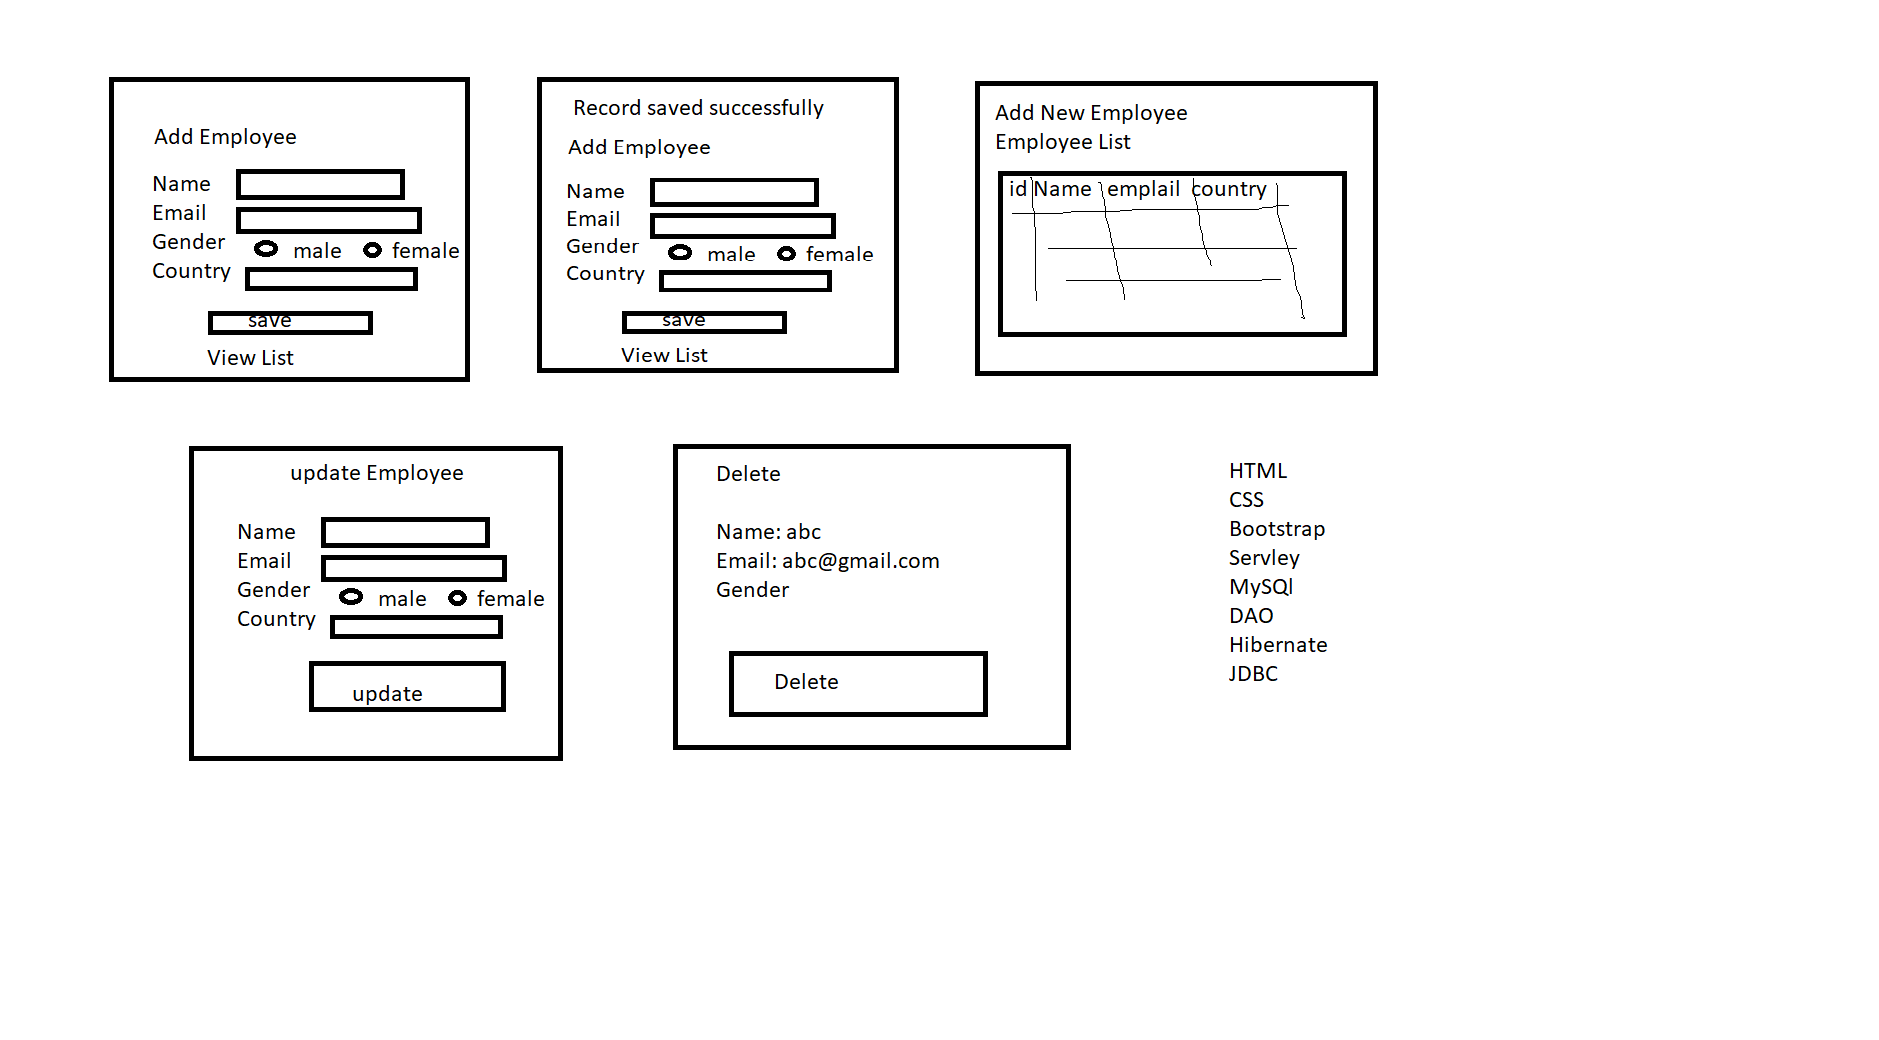 Add Employee
Name
Email
Gender male female
Country
save
View List
Record saved successfully
Add Employee
Name
Email
Gender male female
Country
save
View List
Add New Employee
Employee List
id Name emplail country
update Employee
Name
Email
Gender male female
Country
update
Delete
Name: abc
Email: abc@gmail.com
Gender
Delete
HTML
CSS
Bootstrap
Servley
MySQl
DAO
Hibernate
JDBC